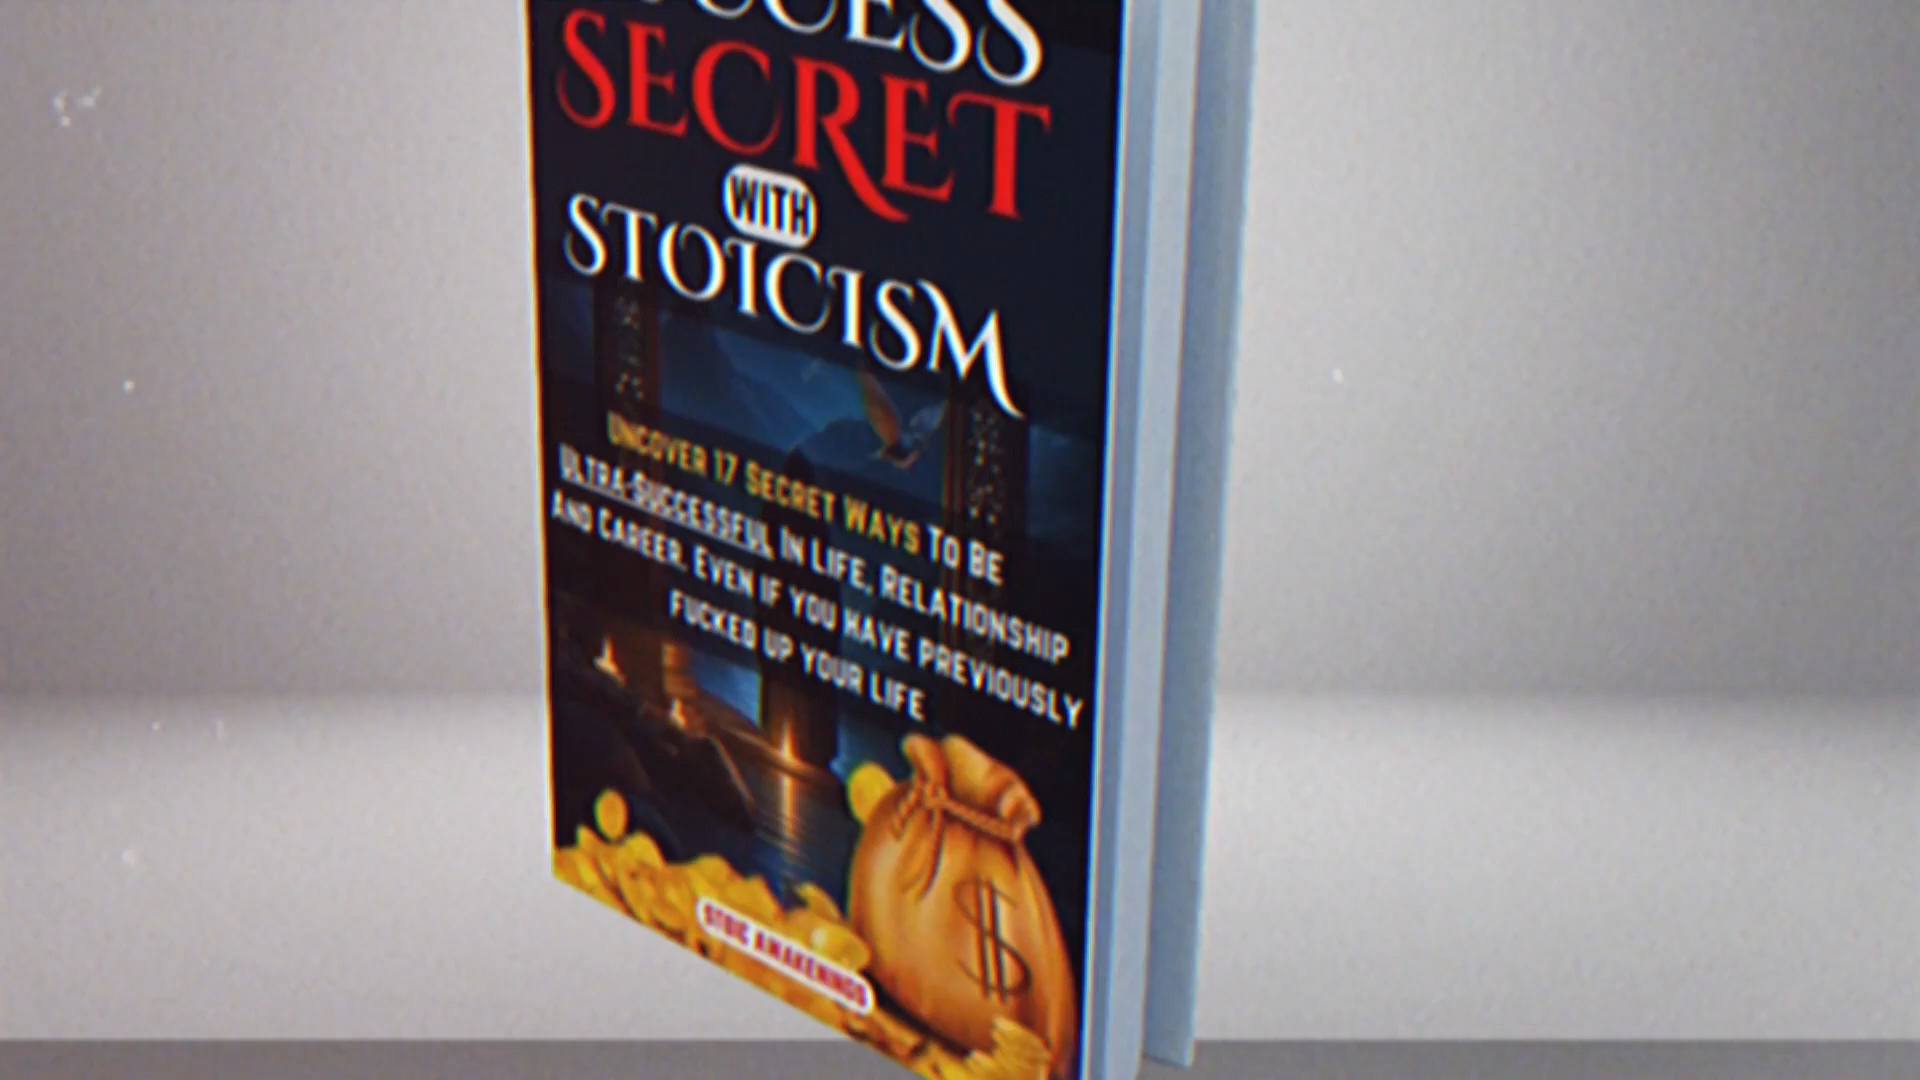 SUCCESS
SECRET
WITH
STOICISM
UNCOVER 17 SECRET WAYS TO BE
ULTRA-SUCCESSFUL IN LIFE, RELATIONSHIP
AND CAREER, EVEN IF YOU HAVE PREVIOUSLY
FUCKED UP YOUR LIFE
STOIC AWAKENINGS
$